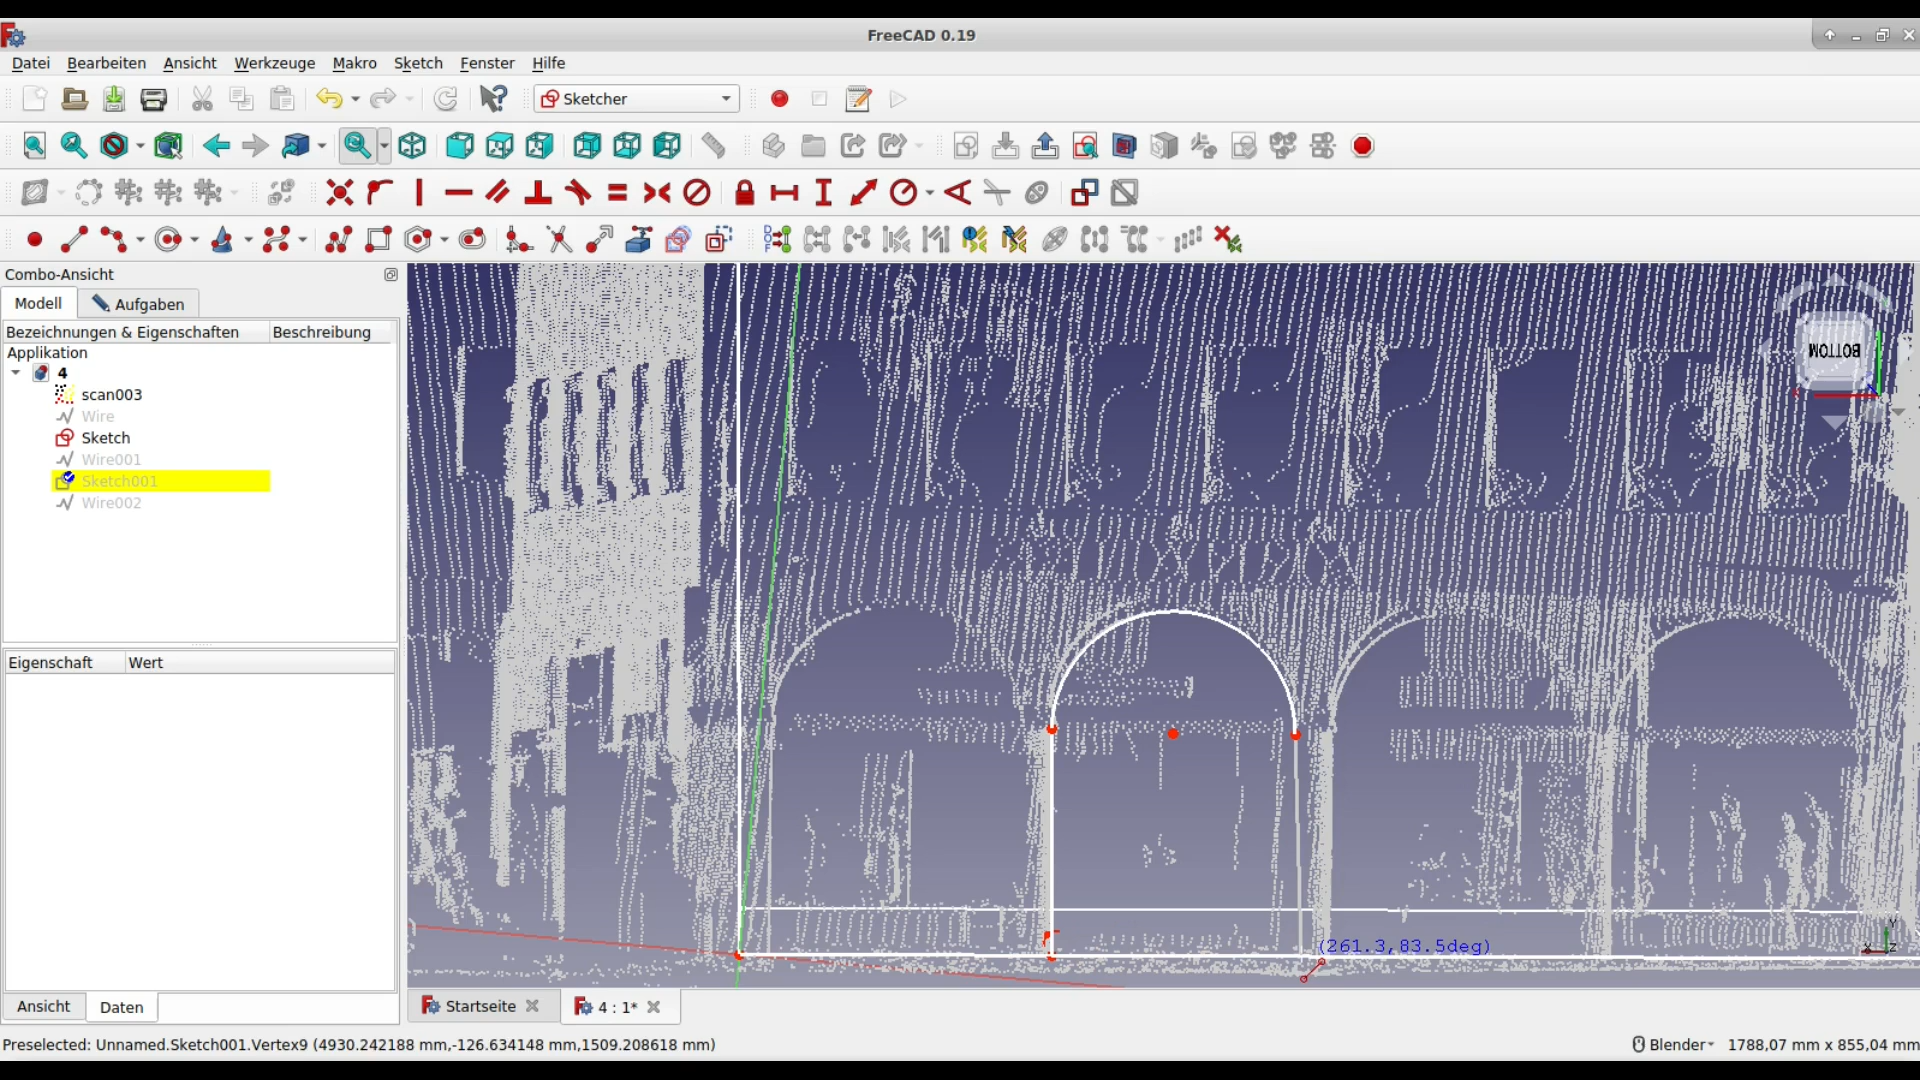 FreeCAD 0.19
Datei Bearbeiten Ansicht Werkzeuge Makro Sketch Fenster Hilfe
Sketcher
Combo-Ansicht
Modell Aufgaben
Bezeichnungen & Eigenschaften Beschreibung
Applikation
4
scan003
Wire
Sketch
Wire001
Sketch001
Wire002
Eigenschaft Wert
BOTTOM
(261.3,83.5deg)
Y
X Z
Ansicht Daten
Startseite 4 : 1*
Preselected: Unnamed.Sketch001.Vertex9 (4930.242188 mm,-126.634148 mm,1509.208618 mm)
Blender 1788,07 mm x 855,04 mm